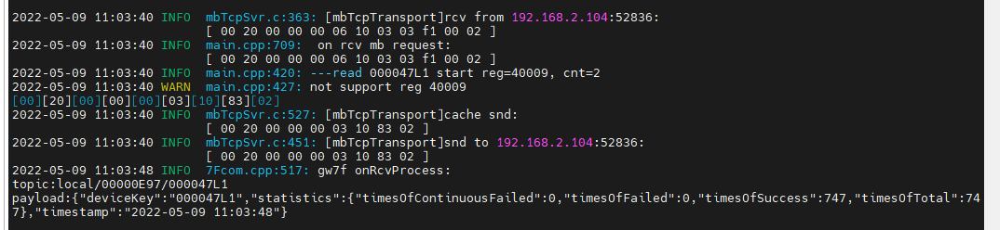 2022-05-09 11:03:40 INFO mbTcpSvr.c:363: [mbTcpTransport]rcv from 192.168.2.104:52836:
[ 00 20 00 00 00 06 10 03 03 f1 00 02 ]
2022-05-09 11:03:40 INFO main.cpp:709: on rcv mb request:
[ 00 20 00 00 00 06 10 03 03 f1 00 02 ]
2022-05-09 11:03:40 INFO main.cpp:420: ---read 000047L1 start reg=40009, cnt=2
2022-05-09 11:03:40 WARN main.cpp:427: not support reg 40009
[00][20][00][00][00][03][10][83][02]
2022-05-09 11:03:40 INFO mbTcpSvr.c:527: [mbTcpTransport]cache snd:
[ 00 20 00 00 00 03 10 83 02 ]
2022-05-09 11:03:40 INFO mbTcpSvr.c:451: [mbTcpTransport]snd to 192.168.2.104:52836:
[ 00 20 00 00 00 03 10 83 02 ]
2022-05-09 11:03:48 INFO 7Fcom.cpp:517: gw7f onRcvProcess:
topic:local/00000E97/000047L1
payload:{"deviceKey":"000047L1","statistics":{"timesOfContinuousFailed":0,"timesOfFailed":0,"timesOfSuccess":747,"timesOfTotal":74
7},"timestamp":"2022-05-09 11:03:48"}